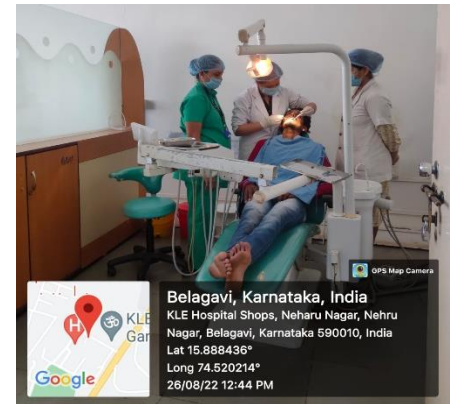 GPS Map Camera
Belagavi, Karnataka, India
KLE Hospital Shops, Neharu Nagar, Nehru
Nagar, Belagavi, Karnataka 590010, India
Lat 15.888436°
Long 74.520214°
26/08/22 12:44 PM
H
KLE
Gar
Google